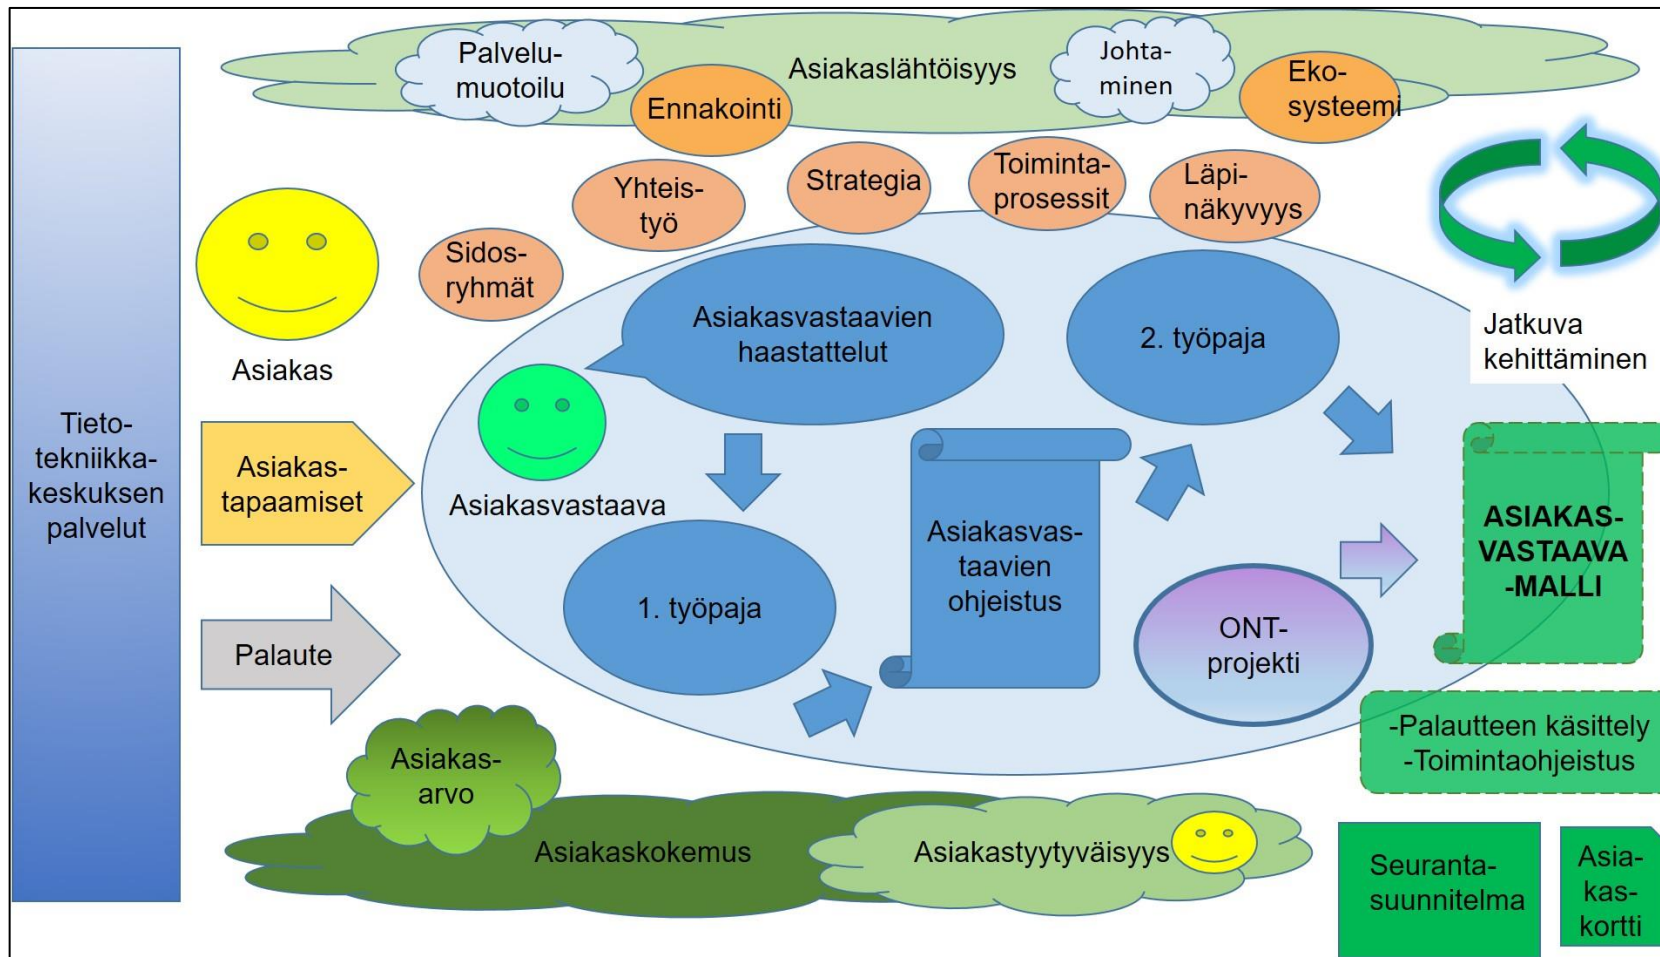 Palvelu-
muotoilu
Asiakaslähtöisyys
Johta-
minen
Eko-
systeemi
Ennakointi
Yhteis-
työ
Strategia
Toiminta-
prosessit
Läpi-
näkyvyys
Sidos-
ryhmät
Asiakas
Asiakasvastaavien
haastattelut
2. työpaja
Jatkuva
kehittäminen
Tieto-
tekniikka-
keskuksen
palvelut
Asiakas-
tapaamiset
Asiakasvastaava
Asiakasvas-
taavien
ohjeistus
ASIAKAS-
VASTAAVA
-MALLI
1. työpaja
Palaute
ONT-
projekti
-Palautteen käsittely
-Toimintaohjeistus
Asiakas-
arvo
Asiakaskokemus
Asiakastyytyväisyys
Seuranta-
suunnitelma
Asia-
kas-
kortti